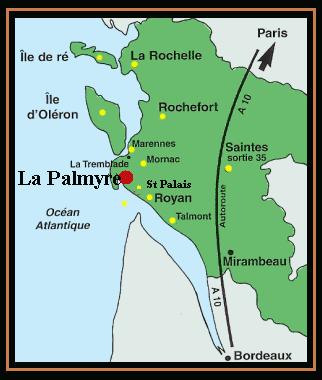 Paris
Île de ré
La Rochelle
Île
d'Oléron
A 10
Rochefort
Marennes
Saintes
sortie 35
La Tremblade
Mornac
La Palmyre
St Palais
Royan
Autoroute
Océan
Atlantique
Talmont
Mirambeau
A 10
Bordeaux